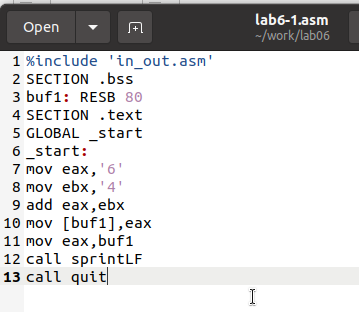 Open
lab6-1.asm
~/work/lab06
1 %include 'in_out.asm'
2 SECTION .bss
3 buf1: RESB 80
4 SECTION .text
5 GLOBAL _start
6 _start:
7 mov eax,'6'
8 mov ebx,'4'
9 add eax,ebx
10 mov [buf1],eax
11 mov eax,buf1
12 call sprintLF
13 call quit